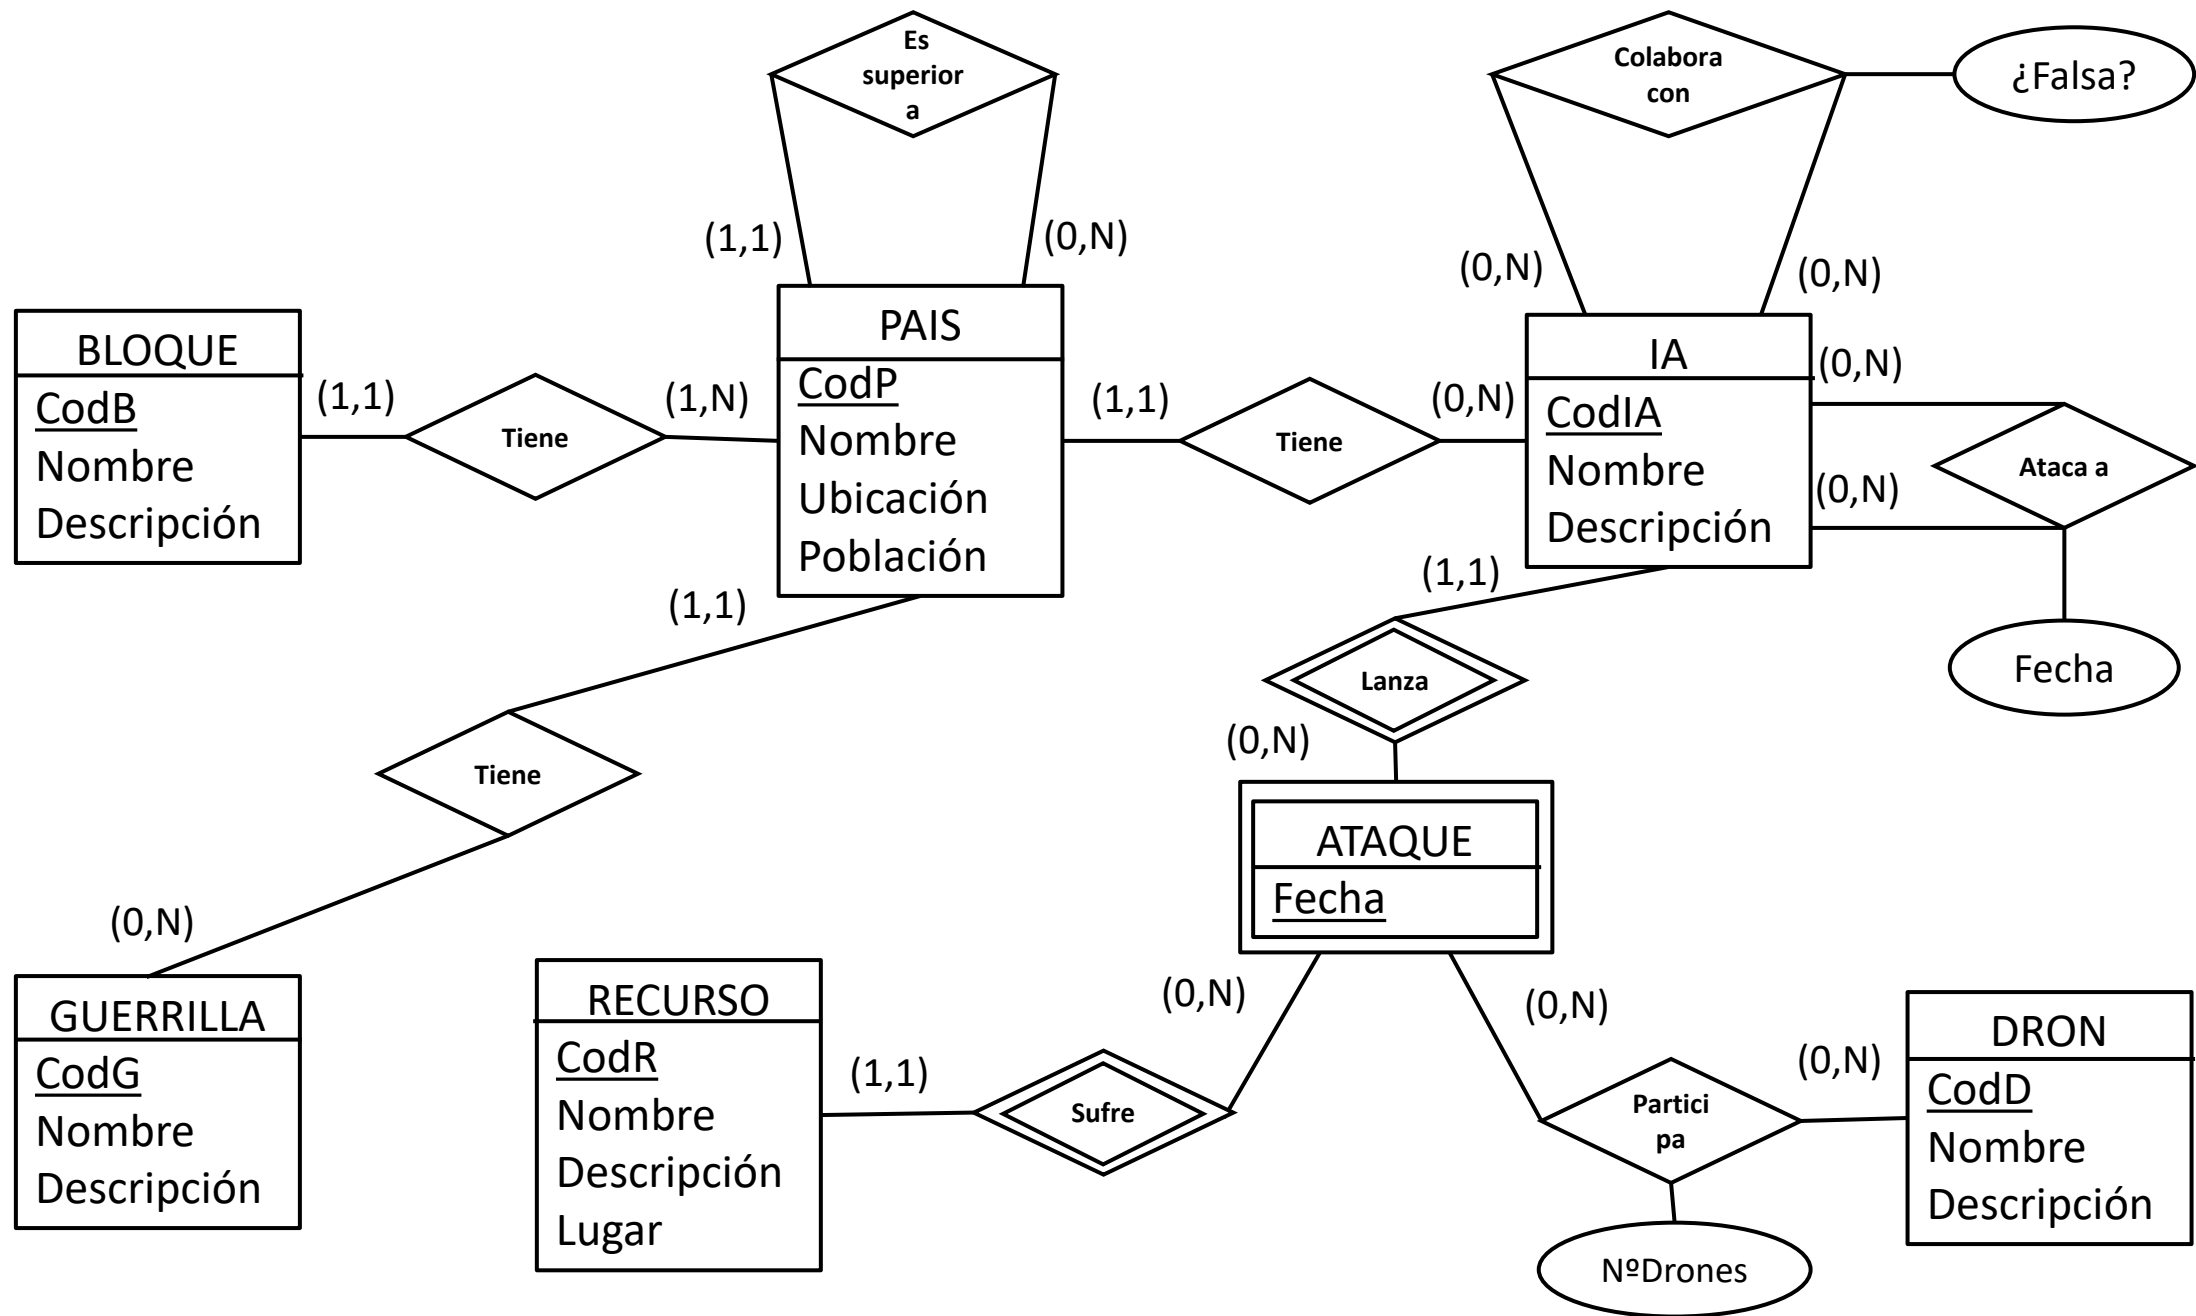 Es
superior
a
Colabora
con
¿Falsa?
(1,1)
(0,N)
(0,N)
(0,N)
BLOQUE
CodB
Nombre
Descripción
(1,1)
Tiene
(1,N)
PAIS
CodP
Nombre
Ubicación
Población
(1,1)
Tiene
(0,N)
IA
CodIA
Nombre
Descripción
(0,N)
(0,N)
Ataca a
Fecha
(1,1)
(1,1)
Lanza
(0,N)
Tiene
(0,N)
ATAQUE
Fecha
GUERRILLA
CodG
Nombre
Descripción
RECURSO
CodR
Nombre
Descripción
Lugar
(1,1)
Sufre
(0,N)
(0,N)
Partici
pa
(0,N)
NºDrones
DRON
CodD
Nombre
Descripción